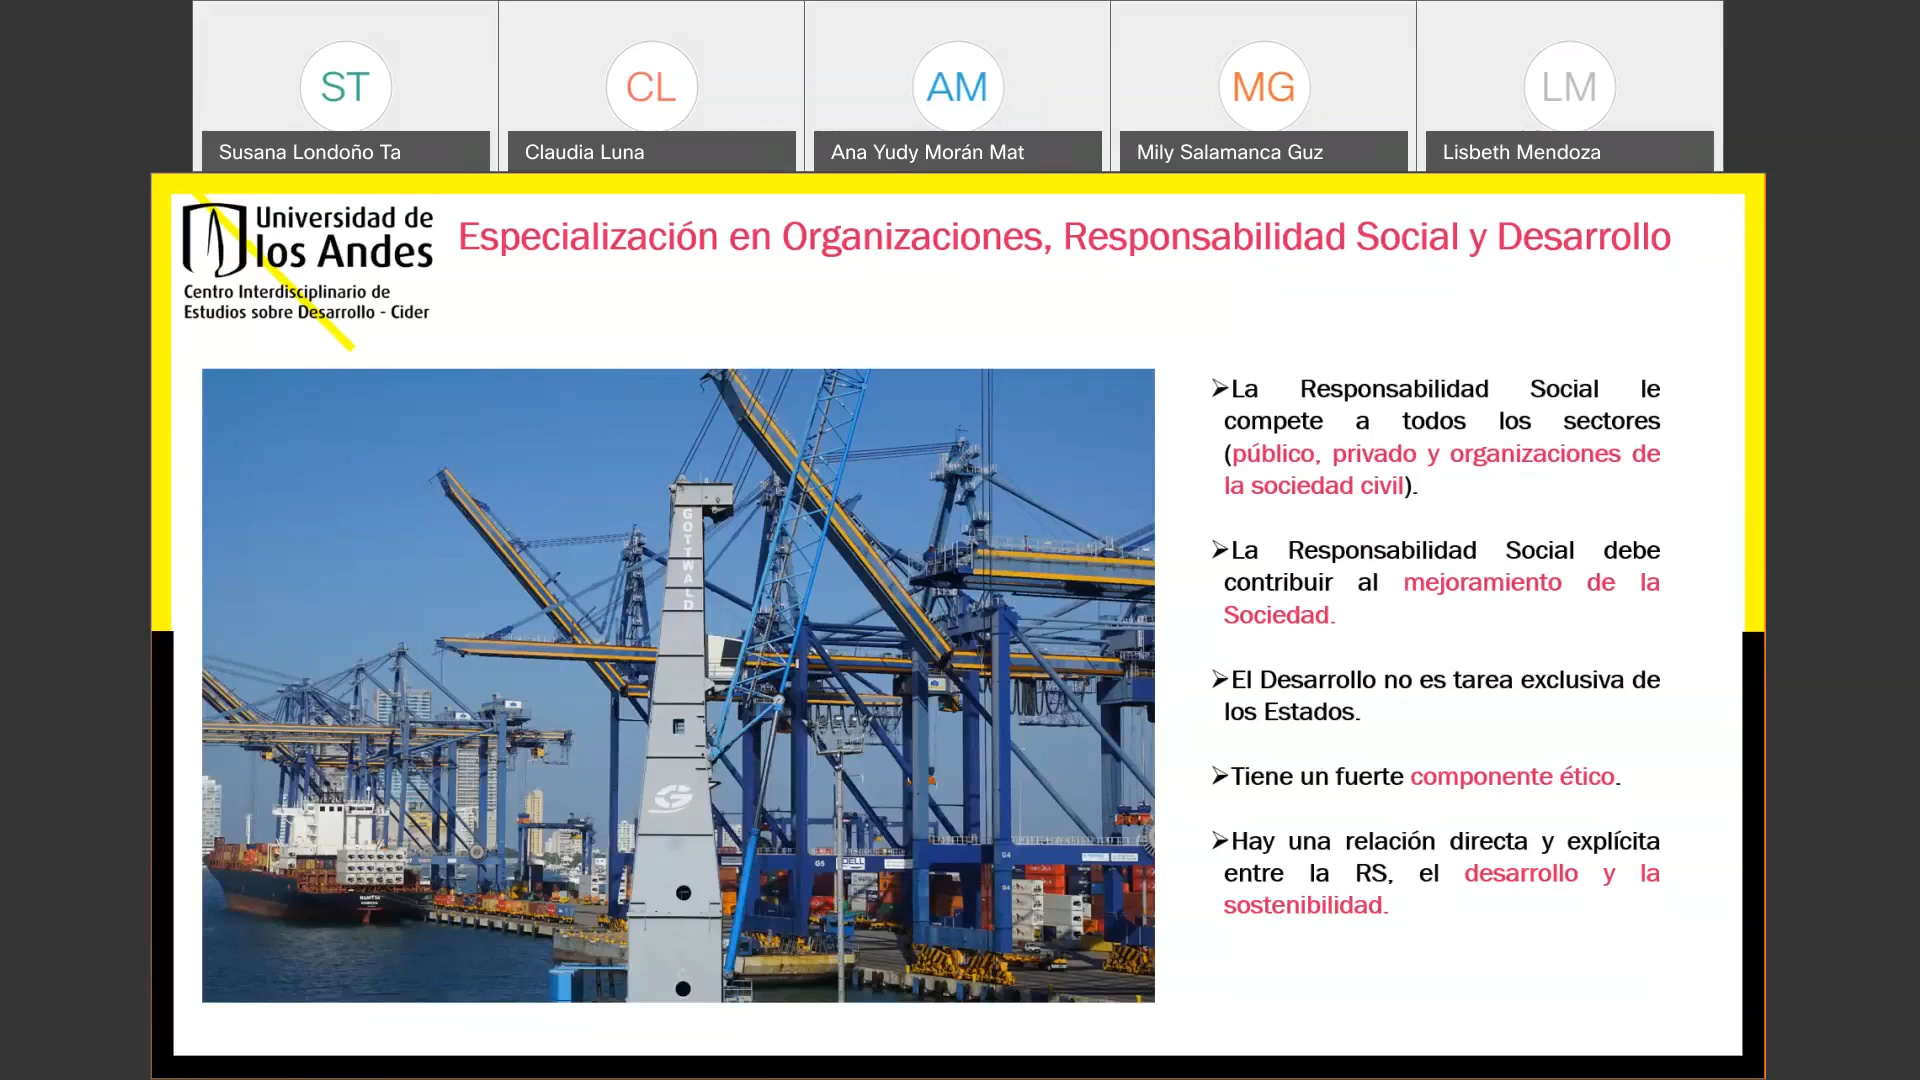 ST
CL
AM
MG
LM
Susana Londoño Ta
Claudia Luna
Ana Yudy Morán Mat
Mily Salamanca Guz
Lisbeth Mendoza
Universidad de
los Andes
Centro Interdisciplinario de
Estudios sobre Desarrollo - Cider
Especialización en Organizaciones, Responsabilidad Social y Desarrollo
GOTTWALD
G5
G4
G4
➢La Responsabilidad Social le
compete a todos los sectores
(público, privado y organizaciones de
la sociedad civil).
➢La Responsabilidad Social debe
contribuir al mejoramiento de la
Sociedad.
➢El Desarrollo no es tarea exclusiva de
los Estados.
➢Tiene un fuerte componente ético.
➢Hay una relación directa y explícita
entre la RS, el desarrollo y la
sostenibilidad.